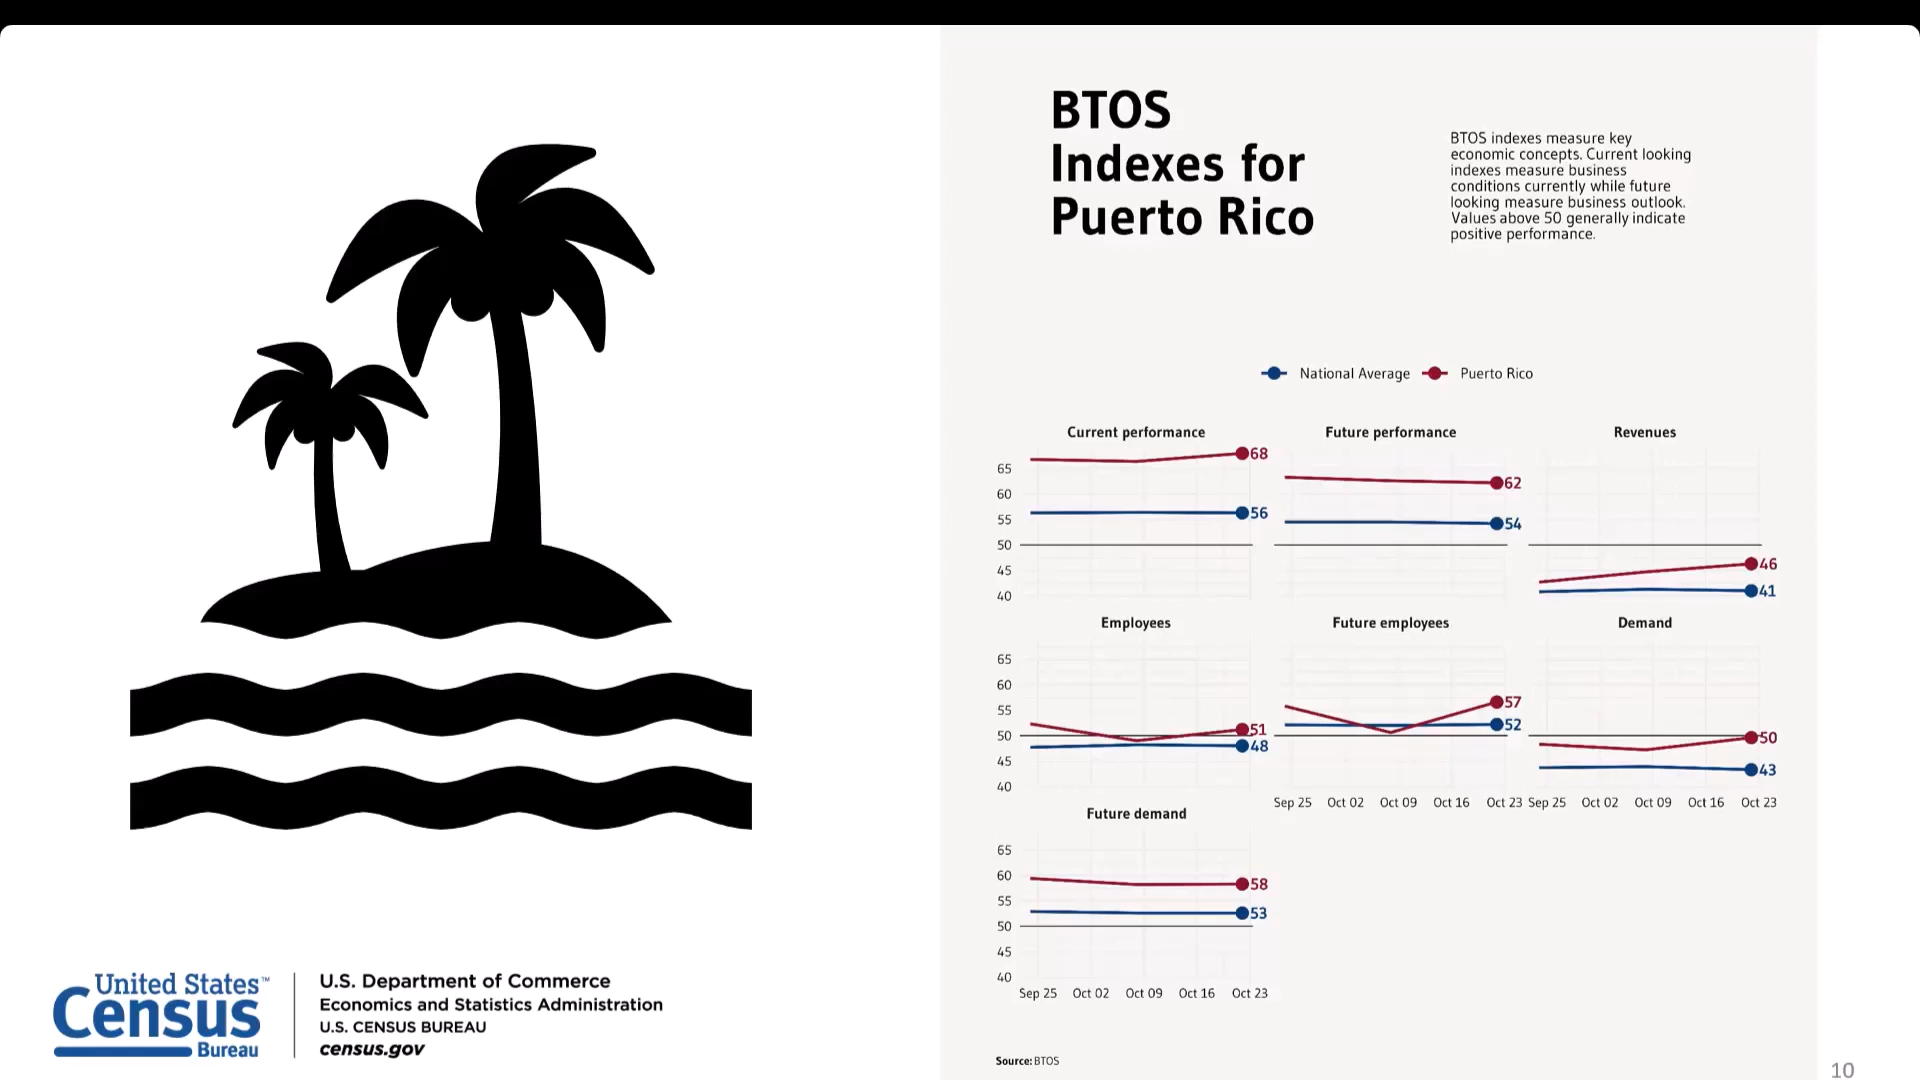 BTOS
Indexes for
Puerto Rico
BTOS indexes measure key
economic concepts. Current looking
indexes measure business
conditions currently while future
looking measure business outlook.
Values above 50 generally indicate
positive performance.
National Average Puerto Rico
Current performance Future performance Revenues
65
60
55
50
45
40
68
56
62
54
46
41
Employees Future employees Demand
65
60
55
50
45
40
51
48
57
52
50
43
Sep 25 Oct 02 Oct 09 Oct 16 Oct 23 Sep 25 Oct 02 Oct 09 Oct 16 Oct 23
Future demand
65
60
55
50
45
40
58
53
Sep 25 Oct 02 Oct 09 Oct 16 Oct 23
Source: BTOS
United States™
Census
Bureau
U.S. Department of Commerce
Economics and Statistics Administration
U.S. CENSUS BUREAU
census.gov
10